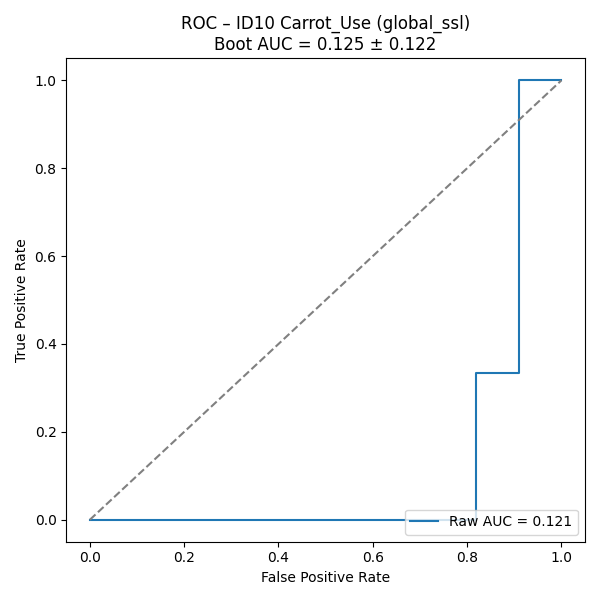 ROC – ID10 Carrot_Use (global_ssl)
Boot AUC = 0.125 ± 0.122
True Positive Rate
1.0
0.8
0.6
0.4
0.2
0.0
Raw AUC = 0.121
0.0 0.2 0.4 0.6 0.8 1.0
False Positive Rate